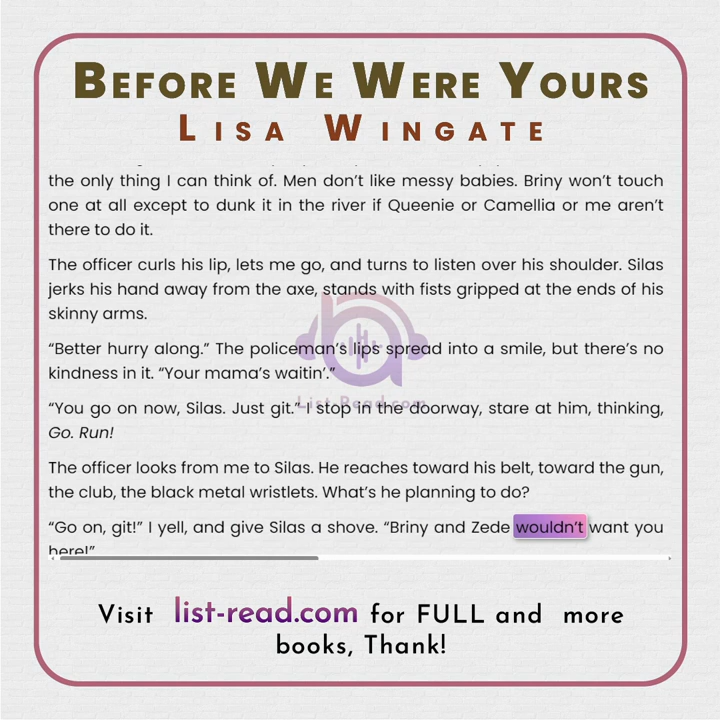 BEFORE WE WERE YOURS
LISA WINGATE
the only thing I can think of. Men don’t like messy babies. Briny won’t touch
one at all except to dunk it in the river if Queenie or Camellia or me aren’t
there to do it.
The officer curls his lip, lets me go, and turns to listen over his shoulder. Silas
jerks his hand away from the axe, stands with fists gripped at the ends of his
skinny arms.
“Better hurry along.” The policeman’s lips spread into a smile, but there’s no
kindness in it. “Your mama’s waitin’.”
“You go on now, Silas. Just git.” I stop in the doorway, stare at him, thinking,
Go. Run!
The officer looks from me to Silas. He reaches toward his belt, toward the gun,
the club, the black metal wristlets. What’s he planning to do?
“Go on, git!” I yell, and give Silas a shove. “Briny and Zede wouldn’t want you
here!”
List-Read.com
Visit list-read.com for FULL and more
books, Thank!